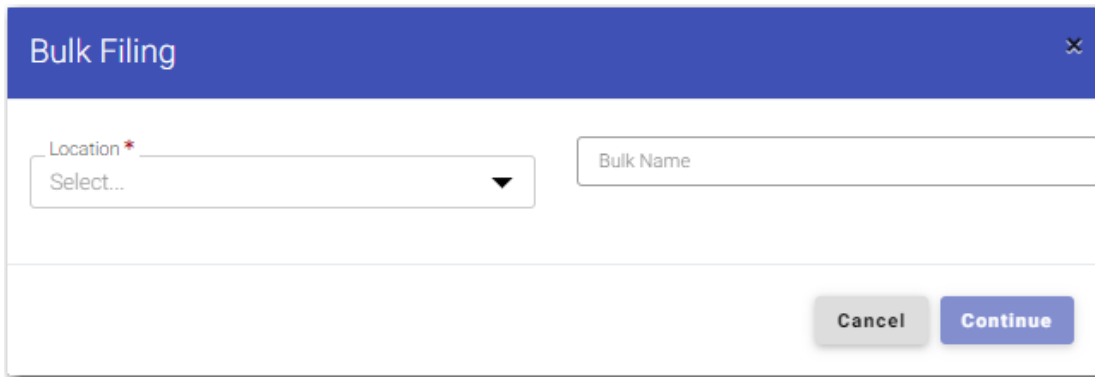 Bulk Filing
Location *
Select...
Bulk Name
Cancel
Continue